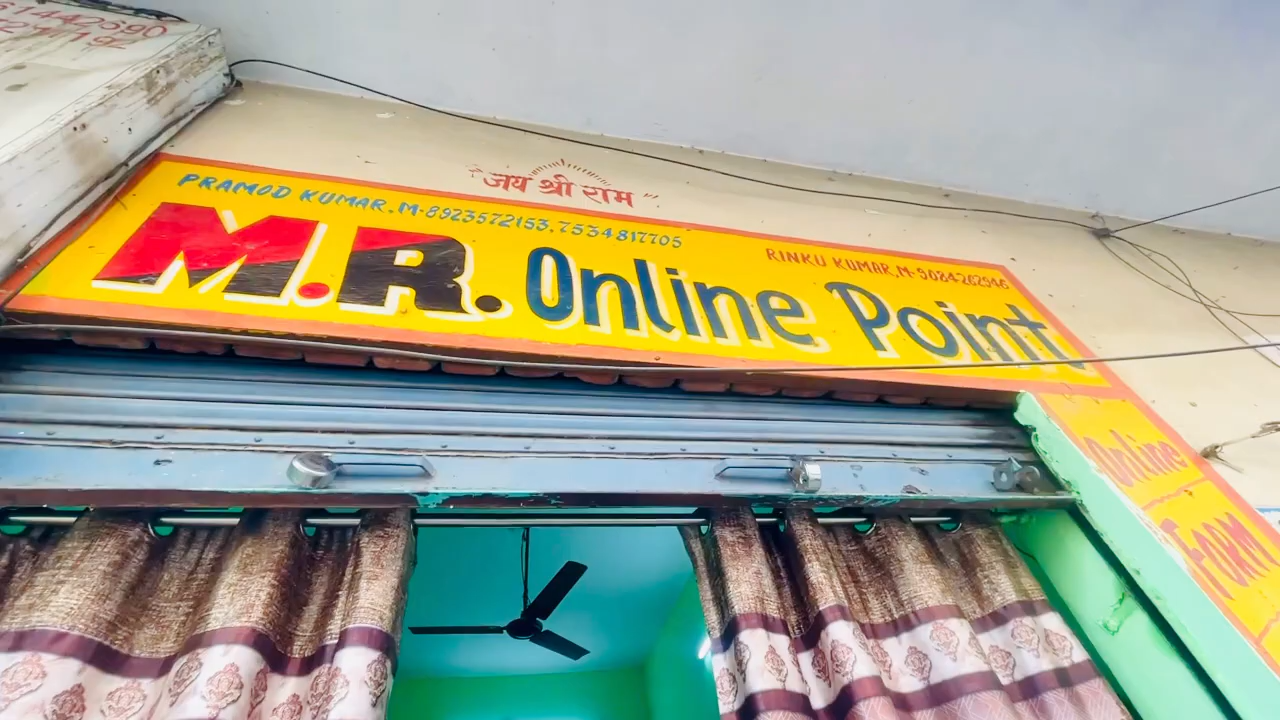 "जय श्री राम"
PRAMOD KUMAR. M-8923572153, 7534817705
RINKU KUMAR, M-9084262946
M.R. Online Point
Online
FORM